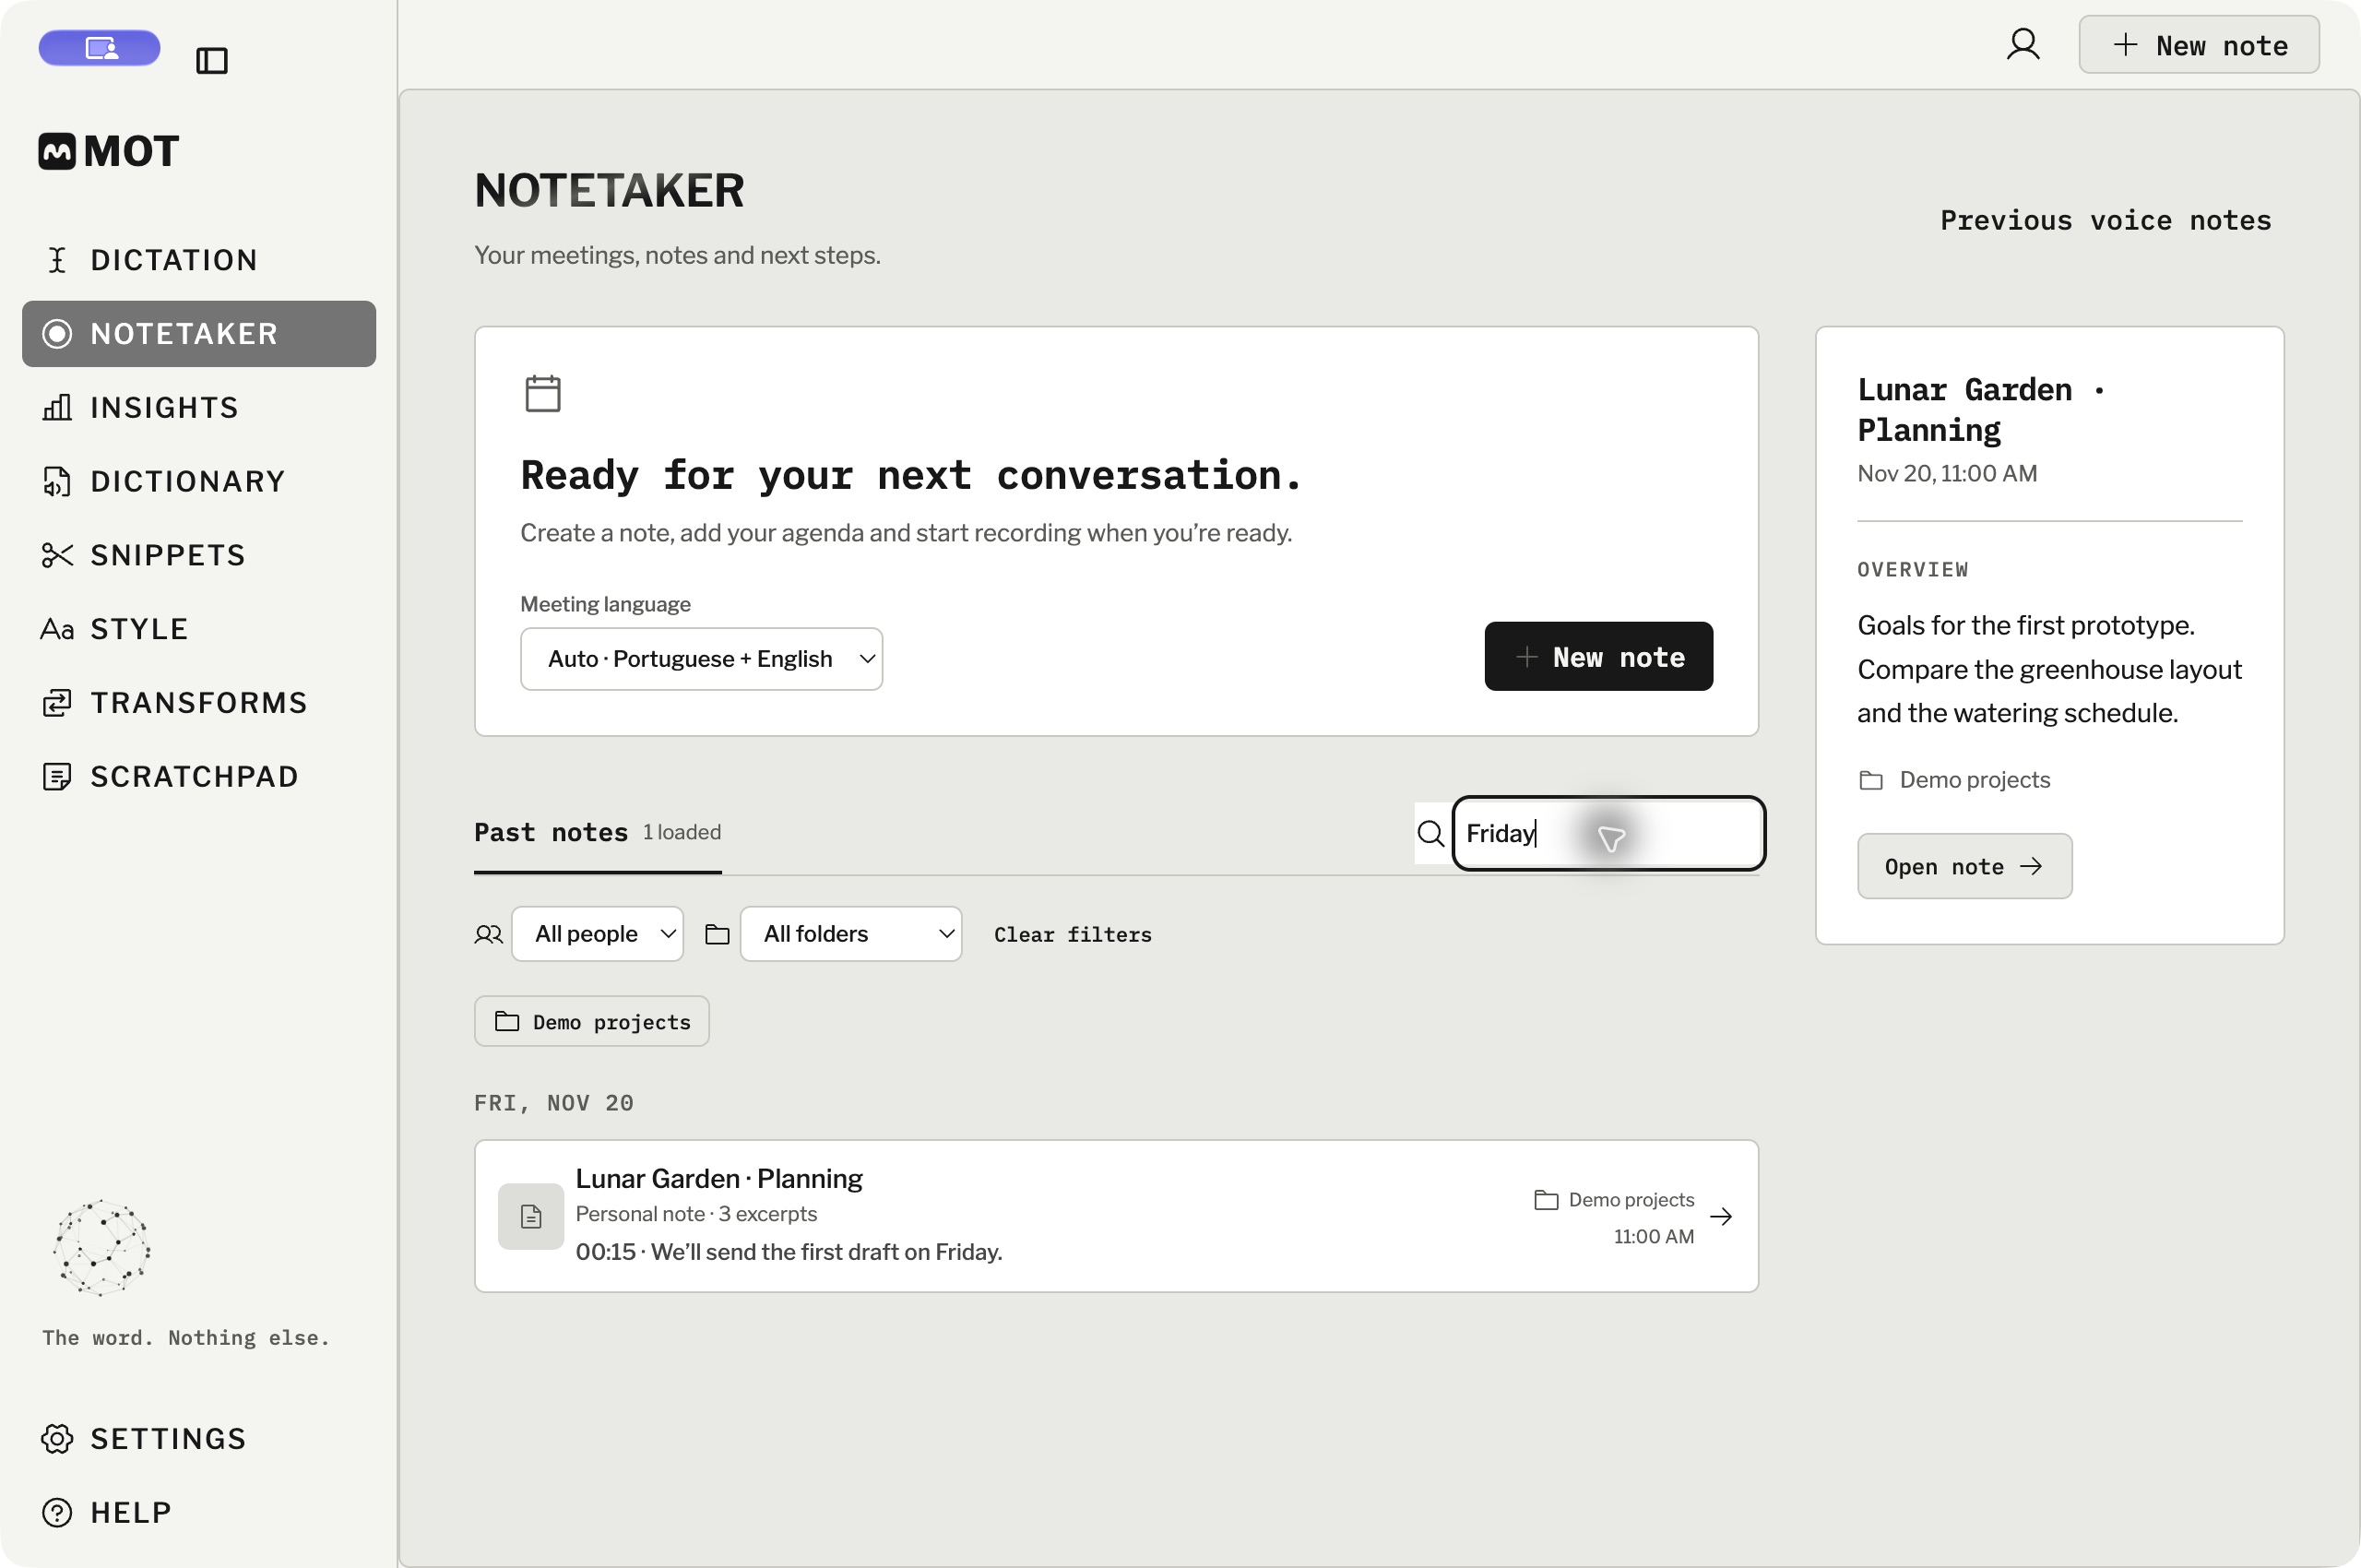 MOT
DICTATION
NOTETAKER
INSIGHTS
DICTIONARY
SNIPPETS
STYLE
TRANSFORMS
SCRATCHPAD
The word. Nothing else.
SETTINGS
HELP
New note
NOTETAKER
Your meetings, notes and next steps.
Previous voice notes
Ready for your next conversation.
Create a note, add your agenda and start recording when you’re ready.
Meeting language
Auto · Portuguese + English
New note
Past notes 1 loaded
Friday
All people
All folders
Clear filters
Demo projects
FRI, NOV 20
Lunar Garden · Planning
Personal note · 3 excerpts
00:15 · We’ll send the first draft on Friday.
Demo projects
11:00 AM
Lunar Garden ·
Planning
Nov 20, 11:00 AM
OVERVIEW
Goals for the first prototype.
Compare the greenhouse layout
and the watering schedule.
Demo projects
Open note